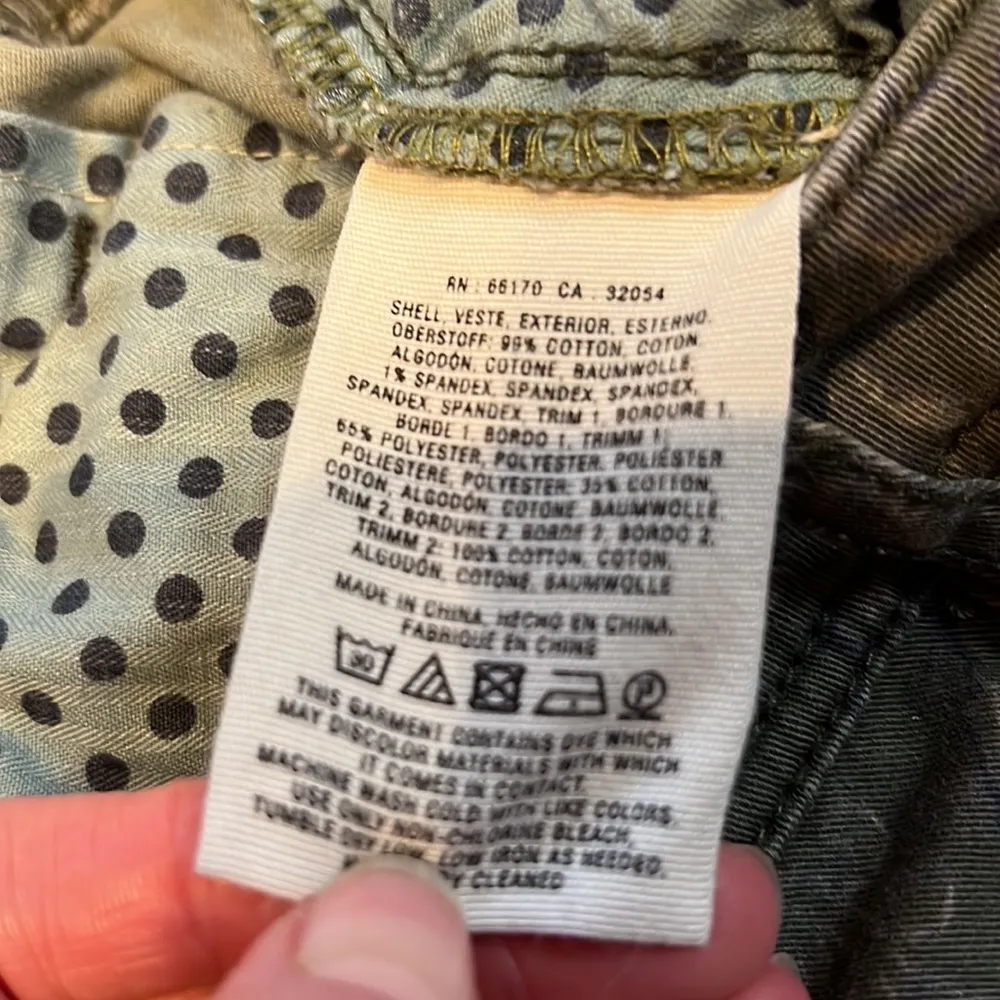 RN : 66170 CA . 32054
SHELL, VESTE, EXTERIOR, ESTERNO,
OBERSTOFF: 99% COTTON, COTON,
ALGODÓN, COTONE, BAUMWOLLE,
1% SPANDEX, SPANDEX, SPANDEX,
SPANDEX, SPANDEX, TRIM 1, BORDURE 1,
BORDE 1, BORDO 1, TRIMM 1:
65% POLYESTER, POLYESTER, POLIÉSTER
POLIESTERE, POLYESTER, 35% COTTON,
COTON, ALGODÓN, COTONE, BAUMWOLLE,
TRIM 2, BORDURE 2, BORDE 2, BORDO 2,
TRIMM 2: 100% COTTON, COTON,
ALGODÓN, COTONE, BAUMWOLLE
MADE IN CHINA, HECHO EN CHINA,
FABRIQUÉ EN CHINE
30 P
THIS GARMENT CONTAINS DYE WHICH
MAY DISCOLOR MATERIALS WITH WHICH
IT COMES IN CONTACT.
MACHINE WASH COLD WITH LIKE COLORS,
USE ONLY NON-CHLORINE BLEACH,
TUMBLE DRY LOW, LOW IRON AS NEEDED,
CLEANED